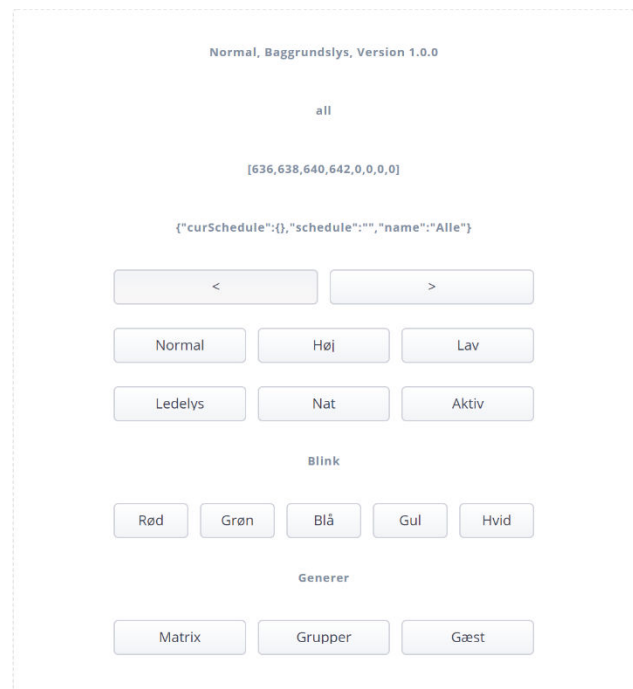 Normal, Baggrundslys, Version 1.0.0
all
[636,638,640,642,0,0,0,0]
{"curSchedule":{},"schedule":"","name":"Alle"}
< >
Normal Høj Lav
Ledelys Nat Aktiv
Blink
Rød Grøn Blå Gul Hvid
Generer
Matrix Grupper Gæst